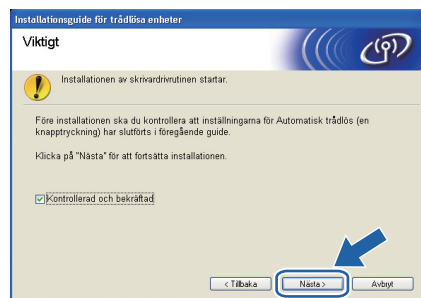 Installationsguide för trådlösa enheter
Viktigt
Installationen av skrivardrivrutinen startar.
Före installationen ska du kontrollera att inställningarna för Automatisk trådlös (en
knapptryckning) har slutförts i föregående guide.
Klicka på "Nästa" för att fortsätta installationen.
Kontrollerad och bekräftad
< Tillbaka
Nästa >
Avbryt